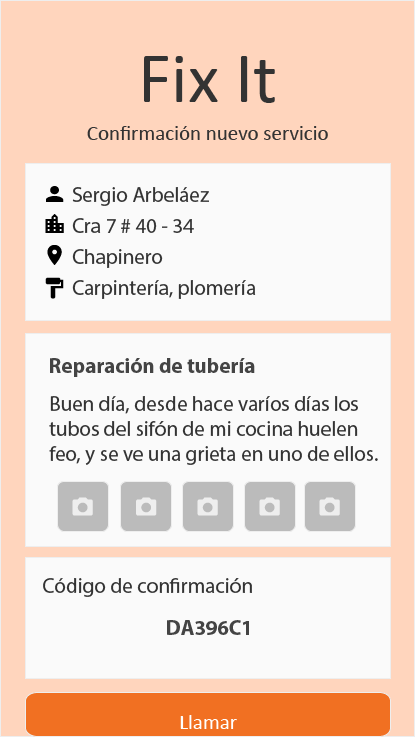 Fix It
Confirmación nuevo servicio
Sergio Arbeláez
Cra 7 # 40 - 34
Chapinero
Carpintería, plomería
Reparación de tubería
Buen día, desde hace varíos días los
tubos del sifón de mi cocina huelen
feo, y se ve una grieta en uno de ellos.
Código de confirmación
DA396C1
Llamar